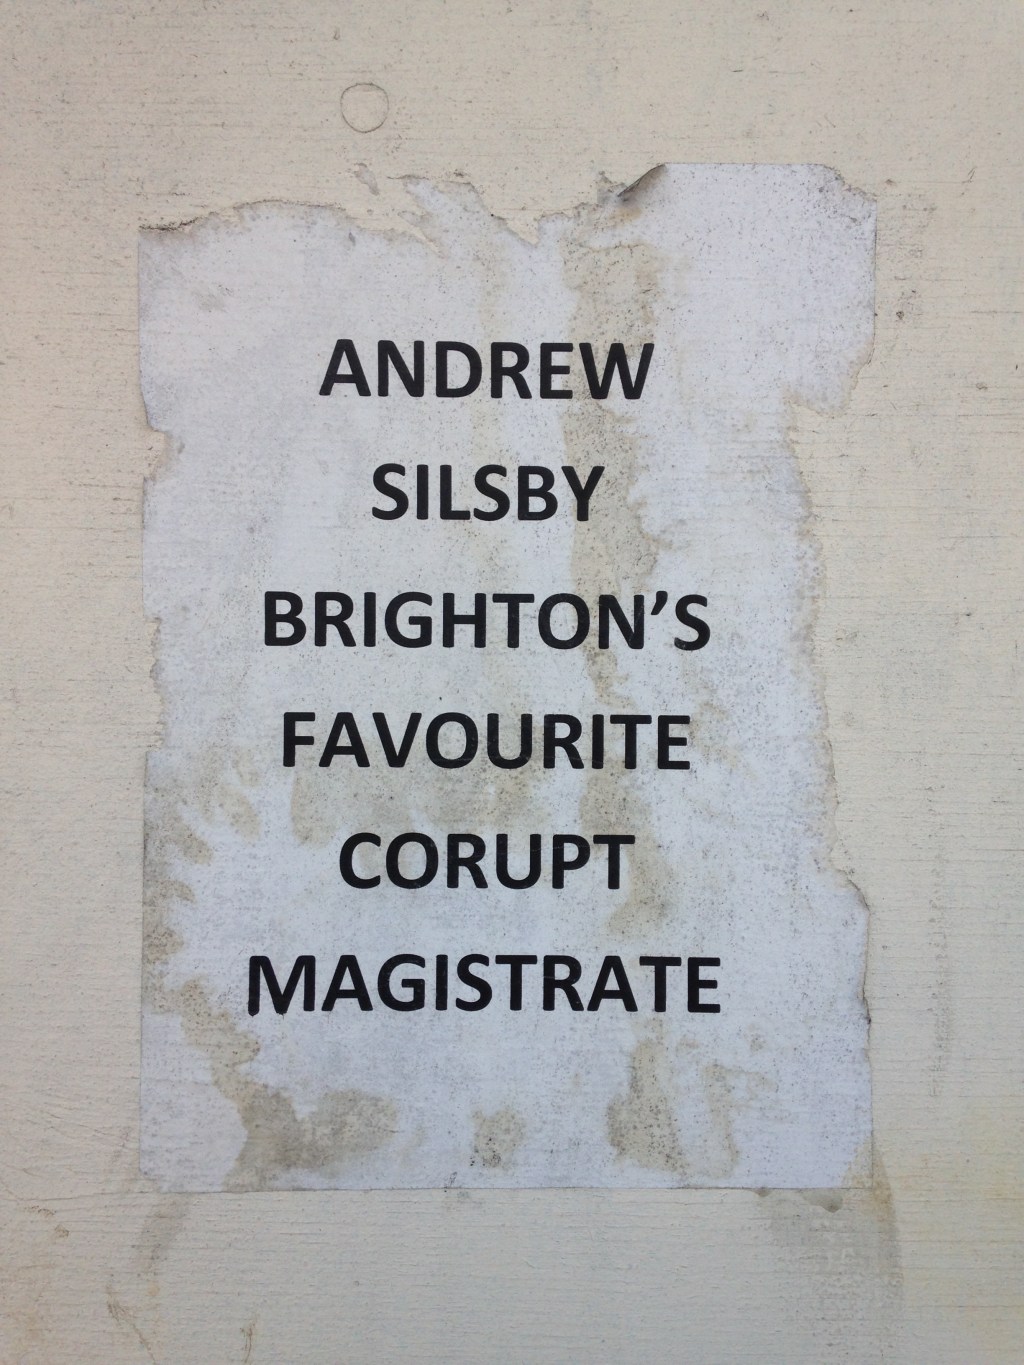 ANDREW
SILSBY
BRIGHTON’S
FAVOURITE
CORUPT
MAGISTRATE